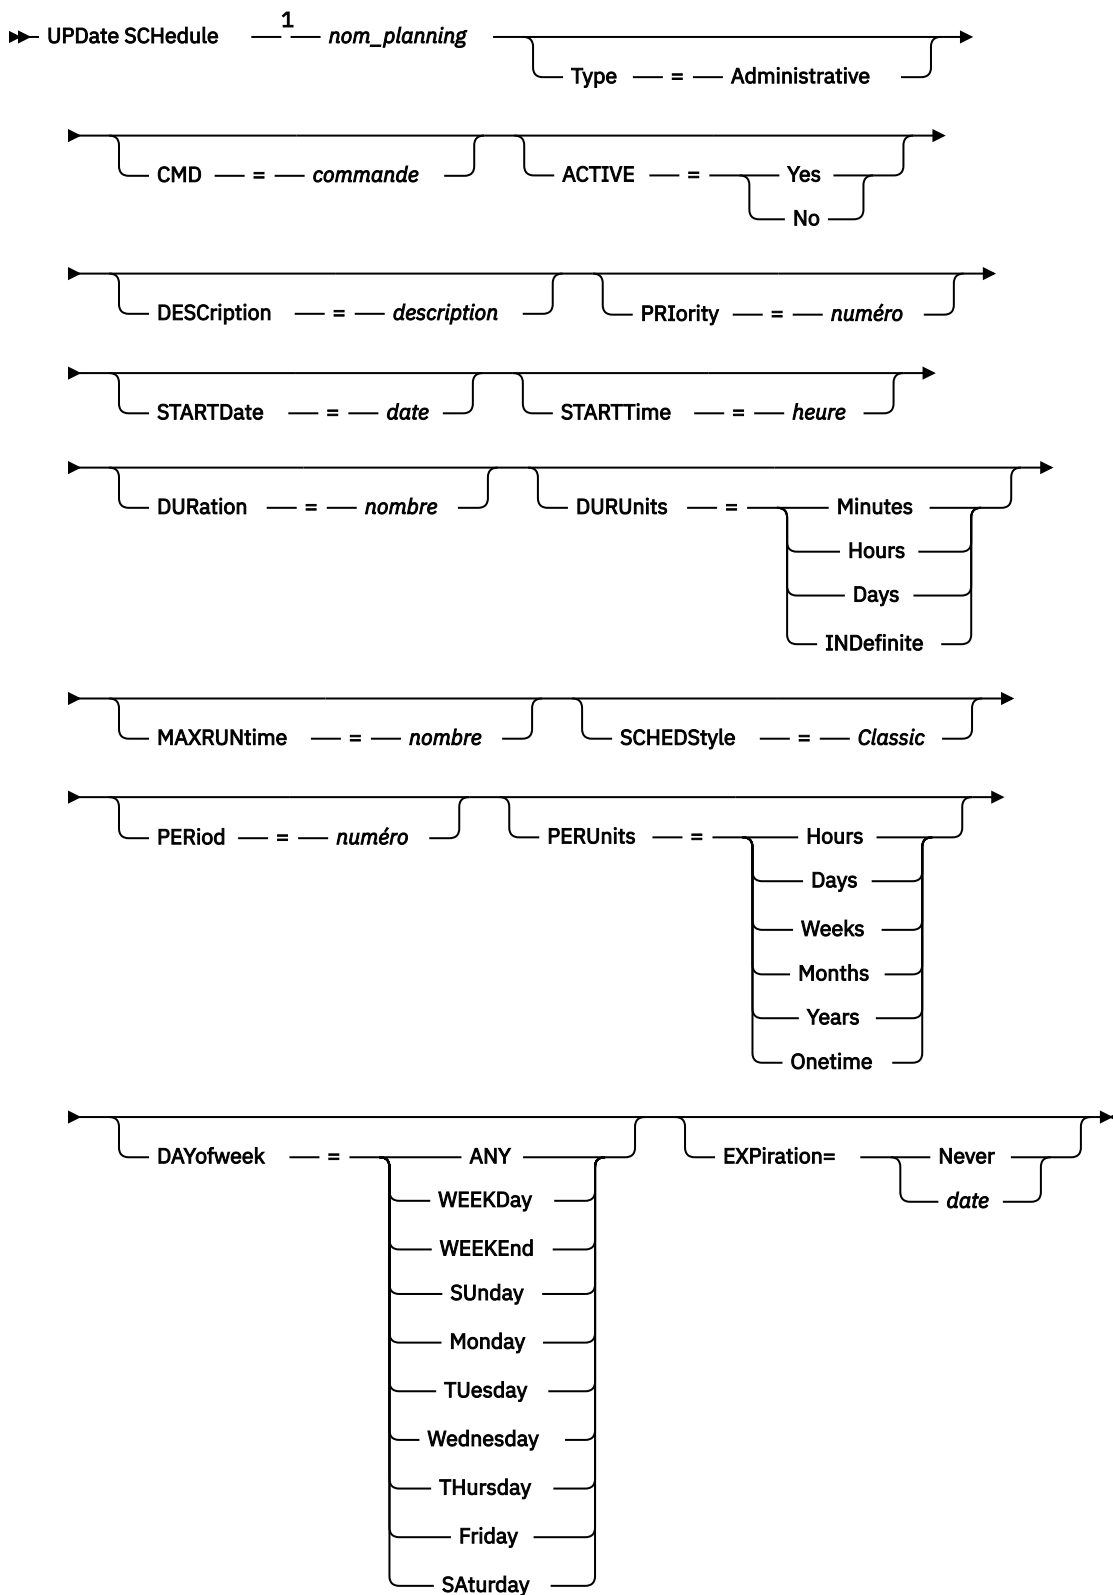 UPDate SCHedule 1 nom_planning
Type = Administrative
CMD = commande ACTIVE = Yes
No
DESCription = description PRIority = numéro
STARTDate = date STARTTime = heure
DURation = nombre DURUnits = Minutes
Hours
Days
INDefinite
MAXRUNtime = nombre SCHEDStyle = Classic
PERiod = numéro PERUnits = Hours
Days
Weeks
Months
Years
Onetime
DAYofweek = ANY EXPiration= Never
WEEKDay date
WEEKEnd
SUnday
Monday
TUesday
Wednesday
THursday
Friday
SAturday